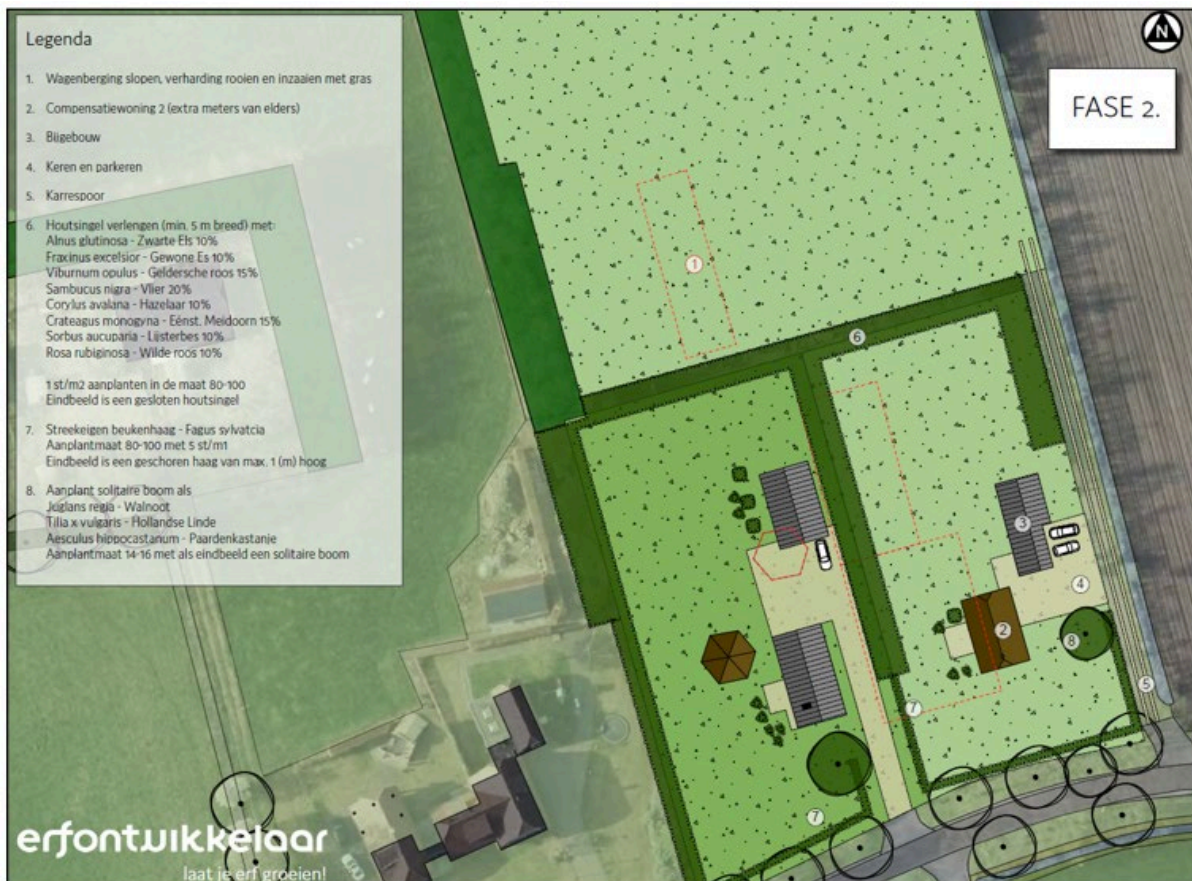 Legenda
1. Wagenberging slopen, verharding rooien en inzaaien met gras
2. Compensatiewoning 2 (extra meters van elders)
3. Bijgebouw
4. Keren en parkeren
5. Karrespoor
6. Houtsingel verlengen (min. 5 m breed) met:
Alnus glutinosa - Zwarte Els 10%
Fraxinus excelsior - Gewone Es 10%
Viburnum opulus - Geldersche roos 15%
Sambucus nigra - Vlier 20%
Corylus avalana - Hazelaar 10%
Crateagus monogyna - Eénst. Meidoorn 15%
Sorbus aucuparia - Lijsterbes 10%
Rosa rubiginosa - Wilde roos 10%
1 st/m2 aanplanten in de maat 80-100
Eindbeeld is een gesloten houtsingel
7. Streekeigen beukenhaag - Fagus sylvatcia
Aanplantmaat 80-100 met 5 st/m1
Eindbeeld is een geschoren haag van max. 1 (m) hoog
8. Aanplant solitaire boom als
Juglans regia - Walnoot
Tilia x vulgaris - Hollandse Linde
Aesculus hippocastanum - Paardenkastanje
Aanplantmaat 14-16 met als eindbeeld een solitaire boom
N
FASE 2.
1
6
3
4
2
8
5
7
7
erfontwikkelaar
laat je erf groeien!